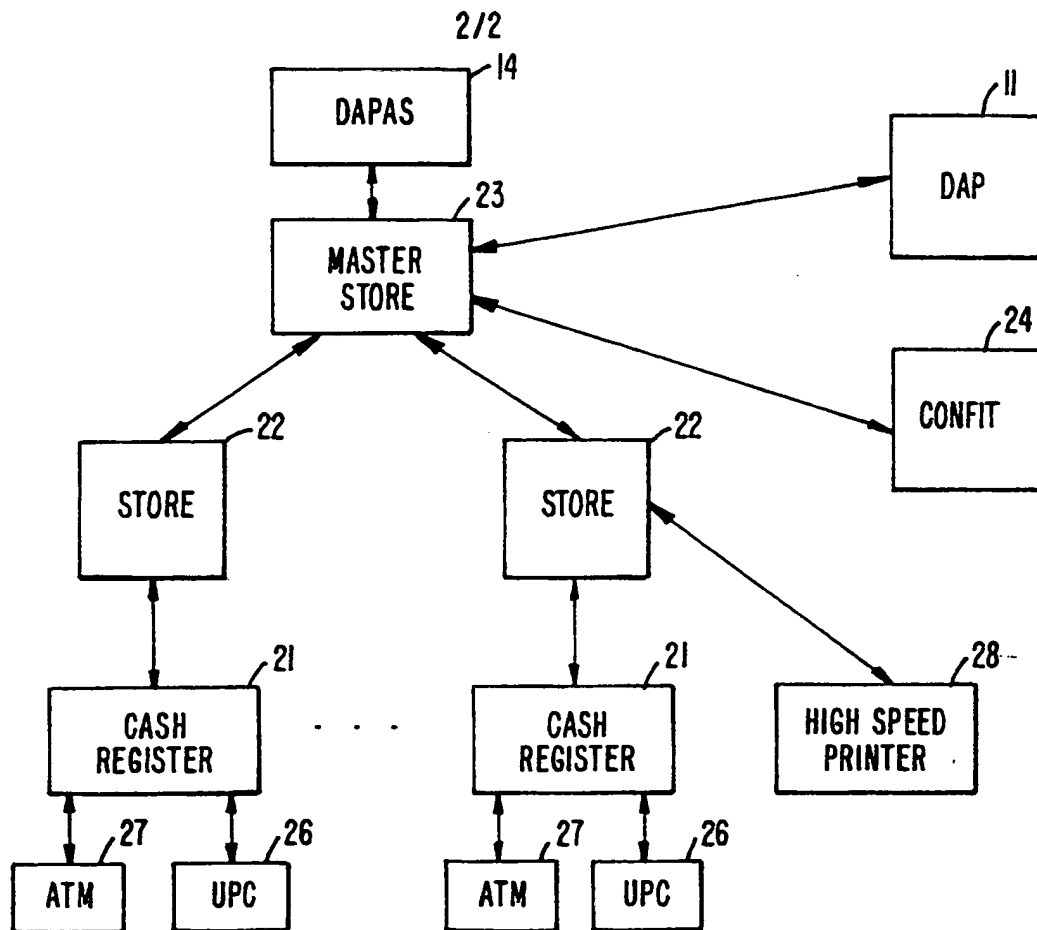 2/2
14
DAPAS
11
DAP
23
MASTER
STORE
24
CONFIT
22
STORE
22
STORE
21
CASH
REGISTER
. . .
21
CASH
REGISTER
28
HIGH SPEED
PRINTER
27
ATM
26
UPC
27
ATM
26
UPC